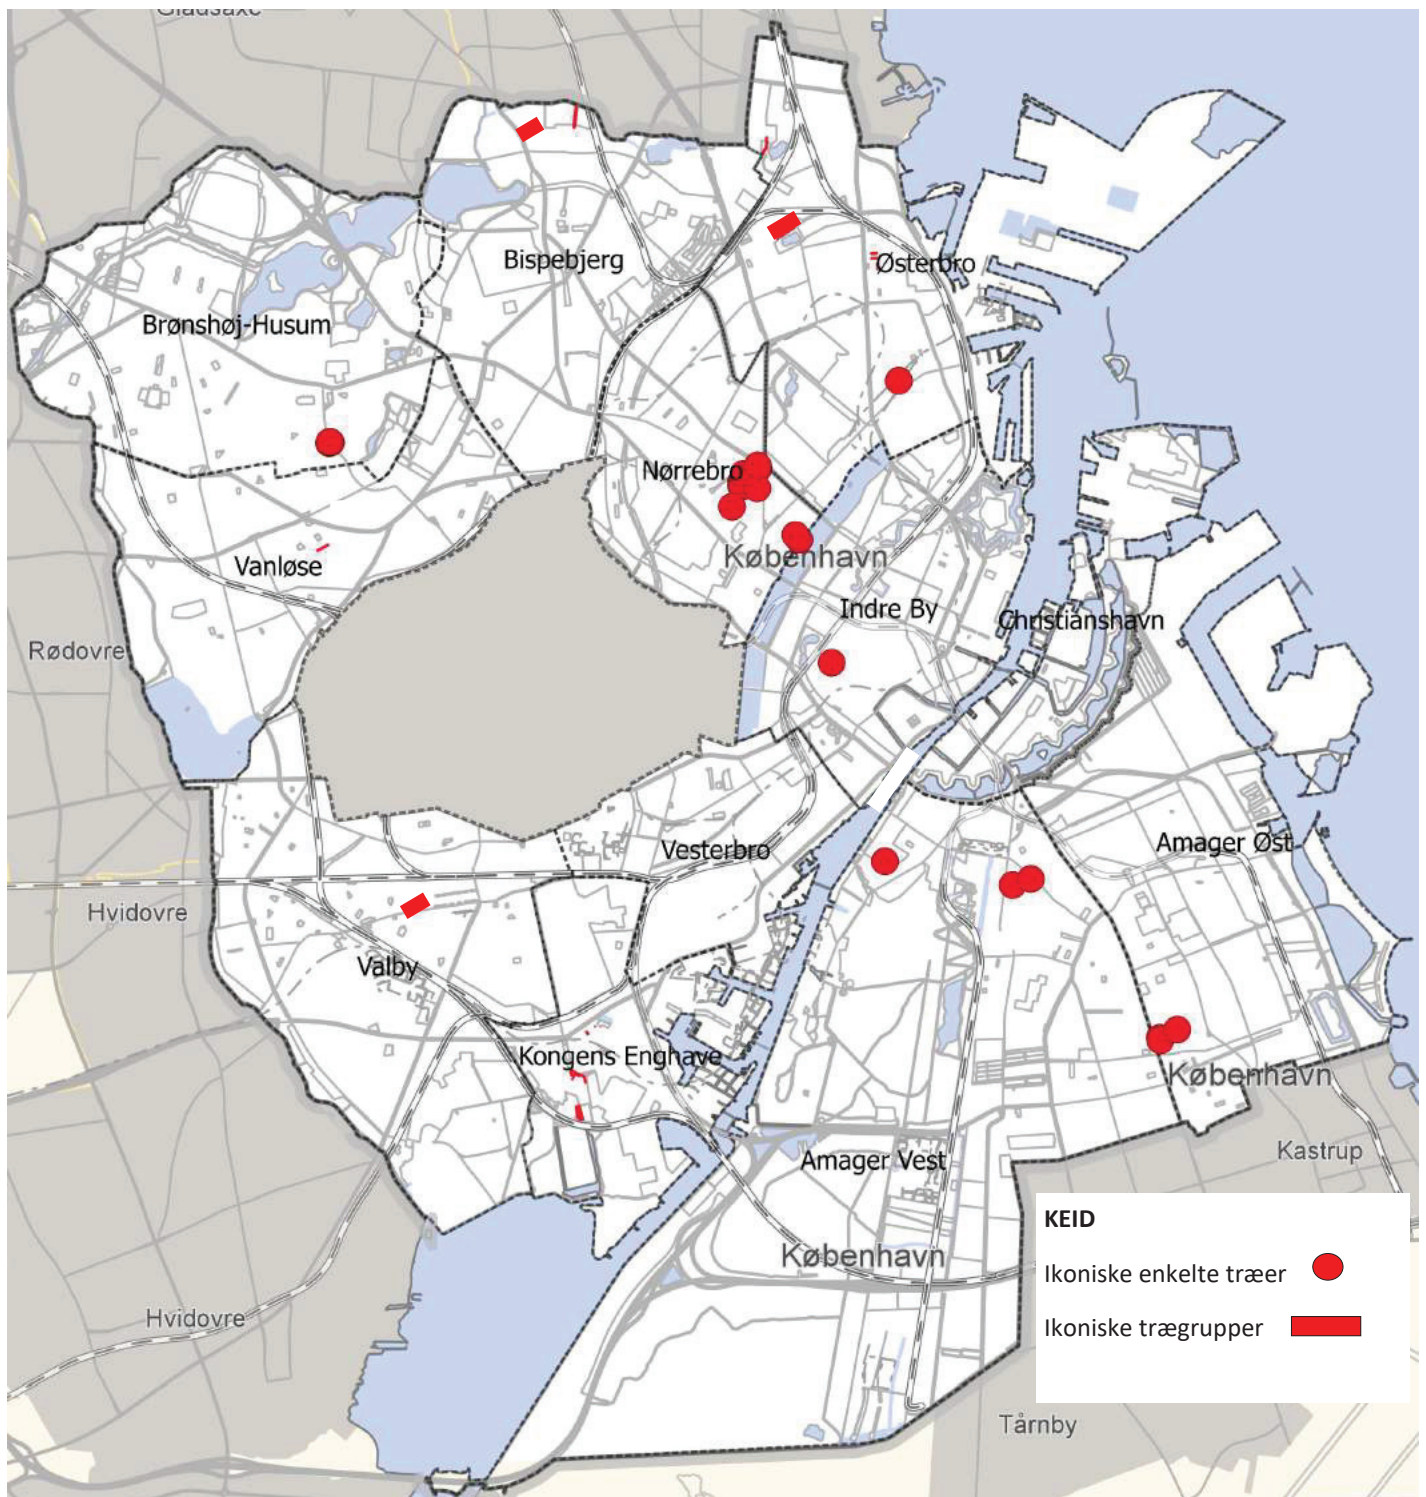 Gladsaxe
Bispebjerg
Østerbro
Brønshøj-Husum
Nørrebro
København
Vanløse
Indre By
Christianshavn
Rødovre
Amager Øst
Vesterbro
Hvidovre
Valby
Kongens Enghave
København
Kastrup
Amager Vest
København
KEID
Ikoniske enkelte træer
Ikoniske trægrupper
Hvidovre
Tårnby